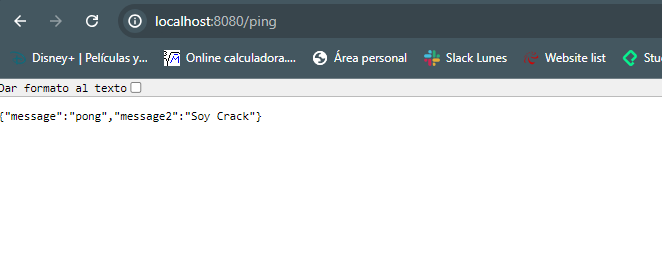 localhost:8080/ping
Disney+ | Películas y... Online calculadora.... Área personal Slack Lunes Website list Stu
Dar formato al texto
{"message":"pong","message2":"Soy Crack"}